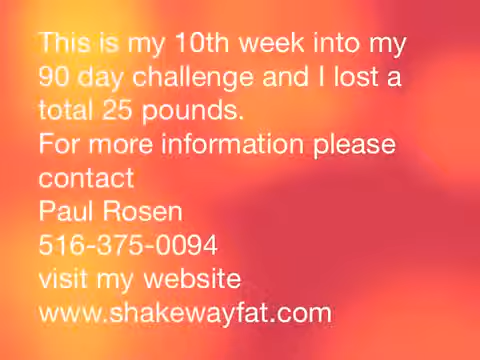 This is my 10th week into my
90 day challenge and I lost a
total 25 pounds.
For more information please
contact
Paul Rosen
516-375-0094
visit my website
www.shakewayfat.com